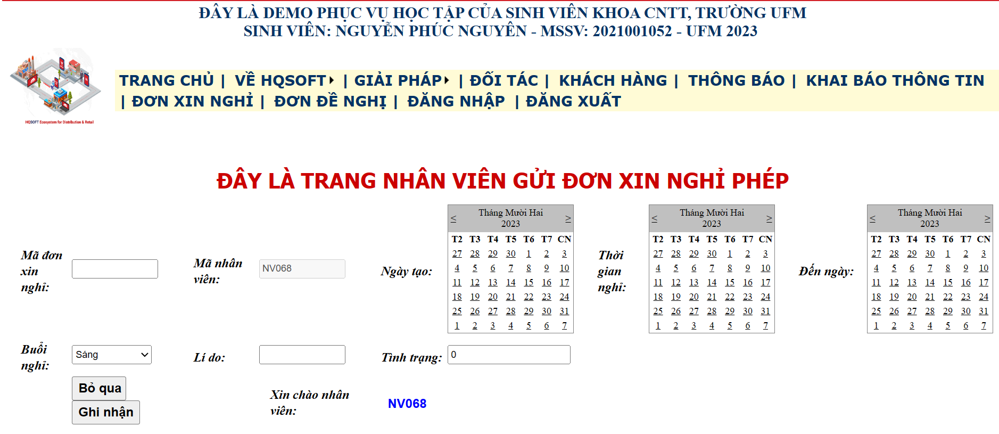 ĐÂY LÀ DEMO PHỤC VỤ HỌC TẬP CỦA SINH VIÊN KHOA CNTT, TRƯỜNG UFM
SINH VIÊN: NGUYỄN PHÚC NGUYÊN - MSSV: 2021001052 - UFM 2023
HQSOFT Ecosystem for Distribution & Retail
TRANG CHỦ | VỀ HQSOFT | GIẢI PHÁP | ĐỐI TÁC | KHÁCH HÀNG | THÔNG BÁO | KHAI BÁO THÔNG TIN
| ĐƠN XIN NGHỈ | ĐƠN ĐỀ NGHỊ | ĐĂNG NHẬP | ĐĂNG XUẤT
ĐÂY LÀ TRANG NHÂN VIÊN GỬI ĐƠN XIN NGHỈ PHÉP
Mã đơn
xin
nghỉ:
Mã nhân
viên:
NV068
Ngày tạo:
< Tháng Mười Hai >
2023
T2 T3 T4 T5 T6 T7 CN
27 28 29 30 1 2 3
4 5 6 7 8 9 10
11 12 13 14 15 16 17
18 19 20 21 22 23 24
25 26 27 28 29 30 31
1 2 3 4 5 6 7
Thời
gian
nghỉ:
< Tháng Mười Hai >
2023
T2 T3 T4 T5 T6 T7 CN
27 28 29 30 1 2 3
4 5 6 7 8 9 10
11 12 13 14 15 16 17
18 19 20 21 22 23 24
25 26 27 28 29 30 31
1 2 3 4 5 6 7
Đến ngày:
< Tháng Mười Hai >
2023
T2 T3 T4 T5 T6 T7 CN
27 28 29 30 1 2 3
4 5 6 7 8 9 10
11 12 13 14 15 16 17
18 19 20 21 22 23 24
25 26 27 28 29 30 31
1 2 3 4 5 6 7
Buổi
nghỉ:
Sáng
Lí do:
Tình trạng:
0
Bỏ qua
Ghi nhận
Xin chào nhân
viên:
NV068